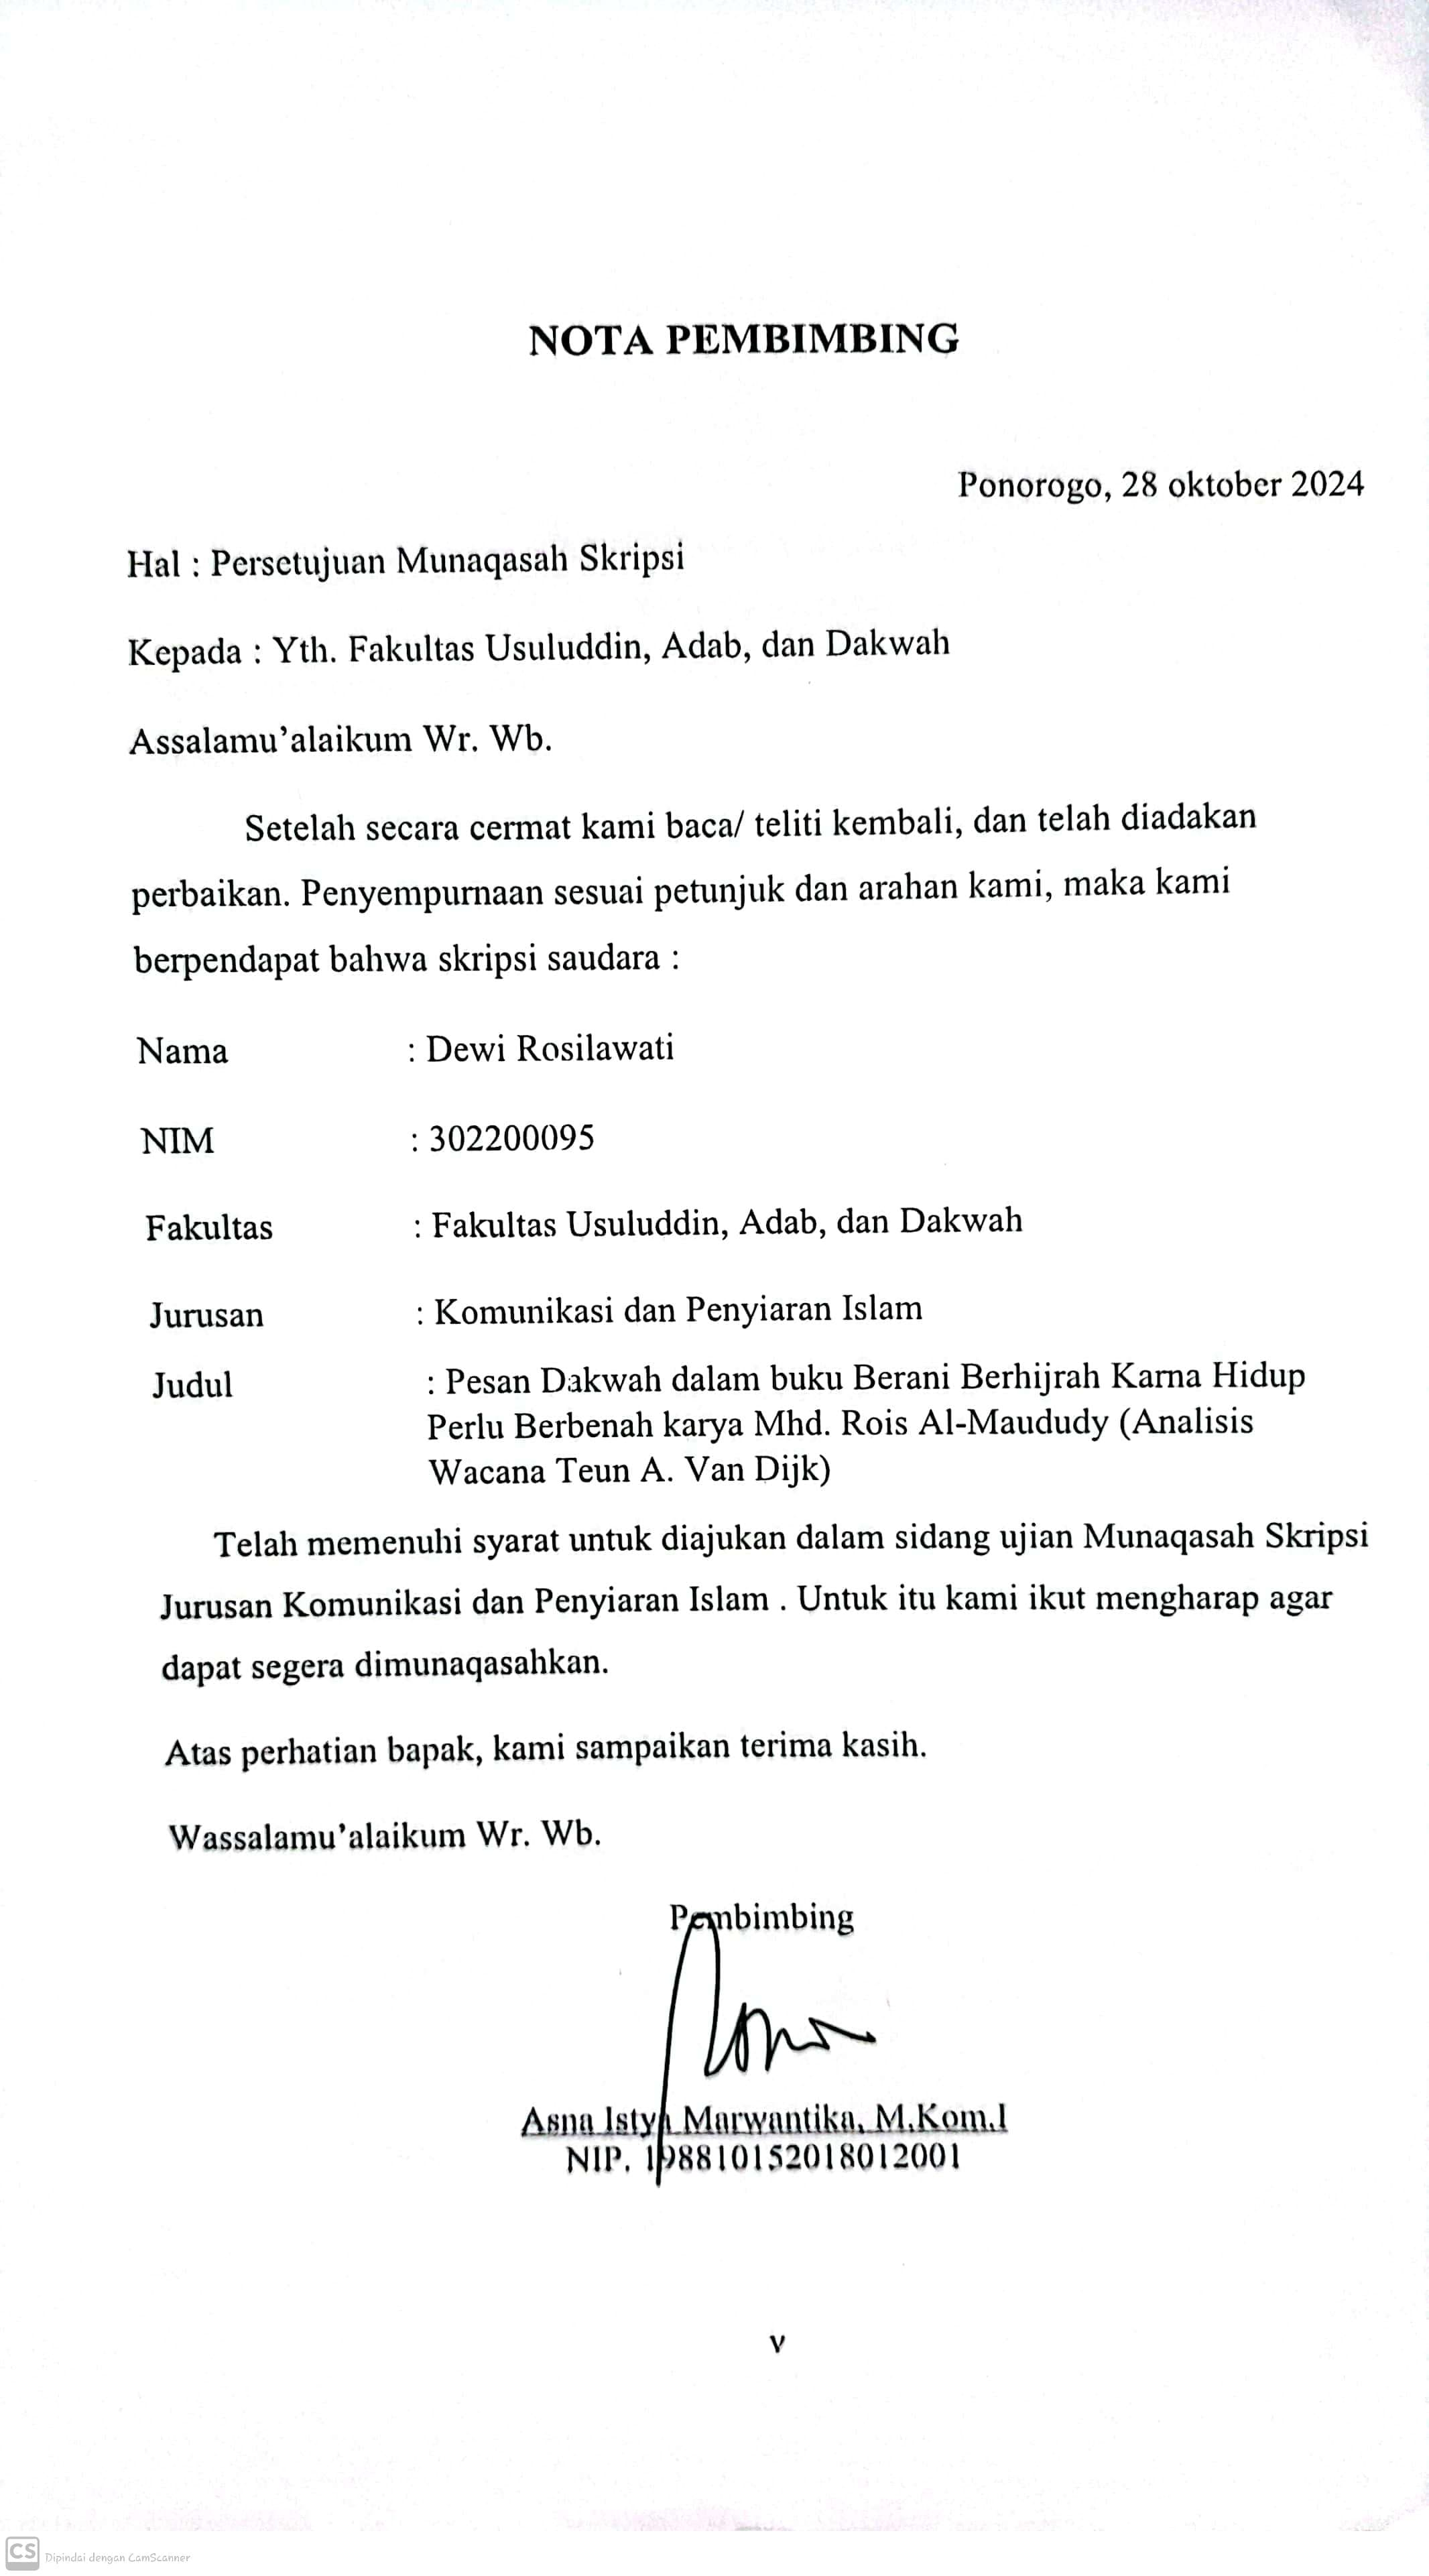 NOTA PEMBIMBING
Ponorogo, 28 oktober 2024
Hal : Persetujuan Munaqasah Skripsi
Kepada : Yth. Fakultas Usuluddin, Adab, dan Dakwah
Assalamu'alaikum Wr. Wb.
Setelah secara cermat kami baca/ teliti kembali, dan telah diadakan
perbaikan. Penyempurnaan sesuai petunjuk dan arahan kami, maka kami
berpendapat bahwa skripsi saudara :
Nama : Dewi Rosilawati
NIM : 302200095
Fakultas : Fakultas Usuluddin, Adab, dan Dakwah
Jurusan : Komunikasi dan Penyiaran Islam
Judul : Pesan Dakwah dalam buku Berani Berhijrah Karna Hidup
Perlu Berbenah karya Mhd. Rois Al-Maududy (Analisis
Wacana Teun A. Van Dijk)
Telah memenuhi syarat untuk diajukan dalam sidang ujian Munaqasah Skripsi
Jurusan Komunikasi dan Penyiaran Islam . Untuk itu kami ikut mengharap agar
dapat segera dimunaqasahkan.
Atas perhatian bapak, kami sampaikan terima kasih.
Wassalamu'alaikum Wr. Wb.
Pembimbing
Asna Istya Marwantika, M.Kom.I
NIP. 198810152018012001
v
CS Dipindai dengan CamScanner